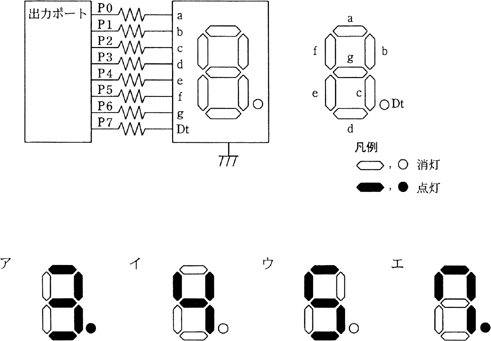 出力ポート
P0 a
P1 b
P2 c
P3 d
P4 e
P5 f
P6 g
P7 Dt
a
f b
g
e c
Dt
d
凡例
, 消灯
, 点灯
ア イ ウ エ